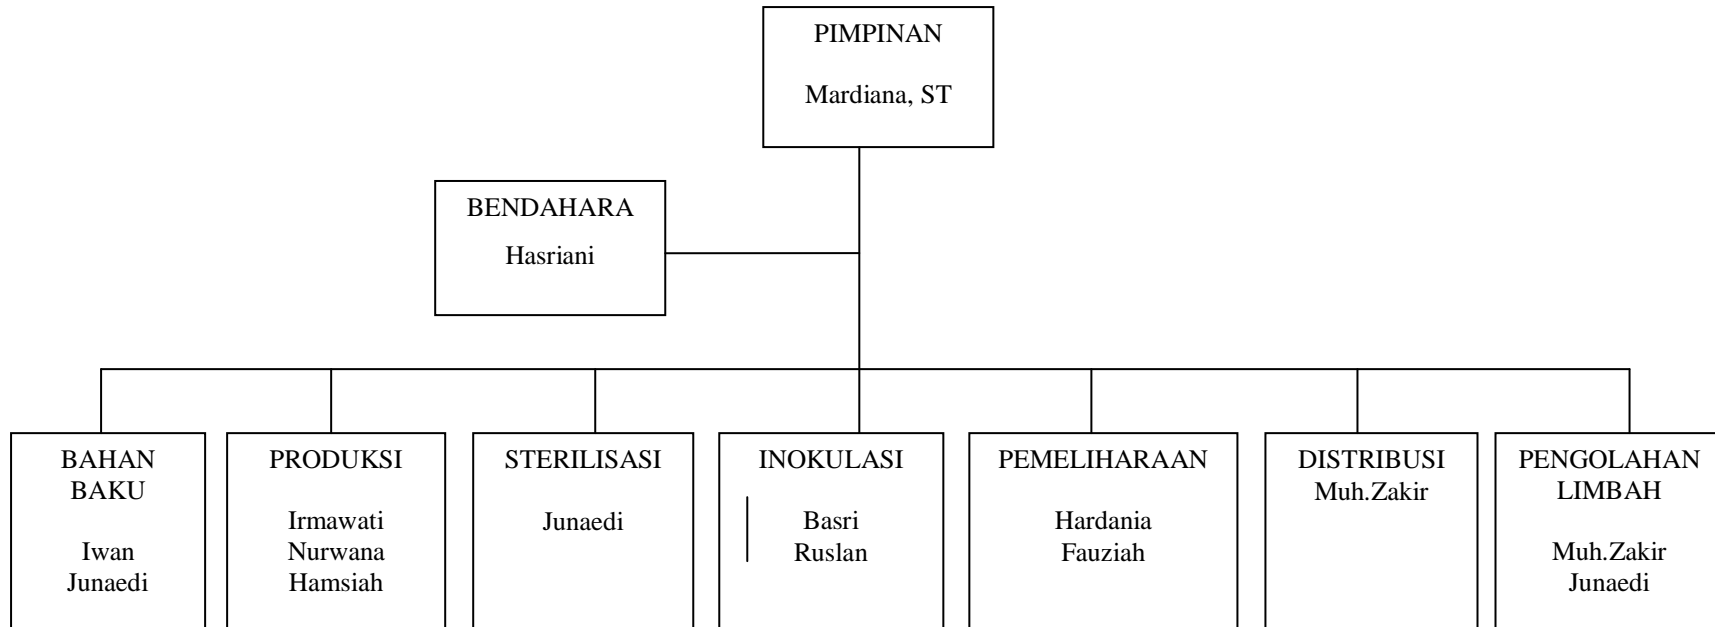 PIMPINAN
Mardiana, ST
BENDAHARA
Hasriani
BAHAN
BAKU
Iwan
Junaedi
PRODUKSI
Irmawati
Nurwana
Hamsiah
STERILISASI
Junaedi
INOKULASI
Basri
Ruslan
PEMELIHARAAN
Hardania
Fauziah
DISTRIBUSI
Muh.Zakir
PENGOLAHAN
LIMBAH
Muh.Zakir
Junaedi